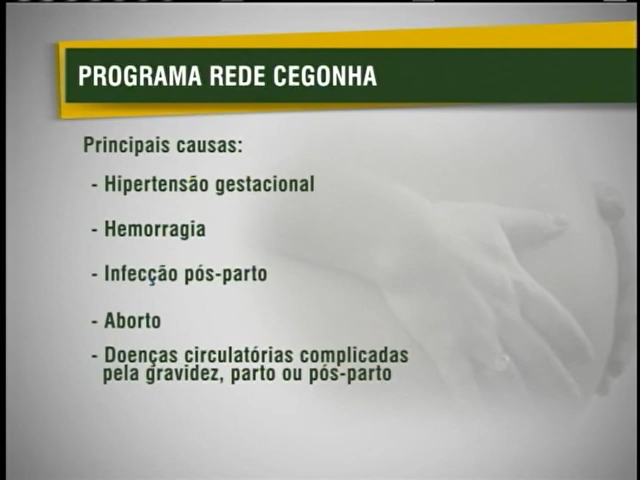 PROGRAMA REDE CEGONHA
Principais causas:
- Hipertensão gestacional
- Hemorragia
- Infecção pós-parto
- Aborto
- Doenças circulatórias complicadas
pela gravidez, parto ou pós-parto